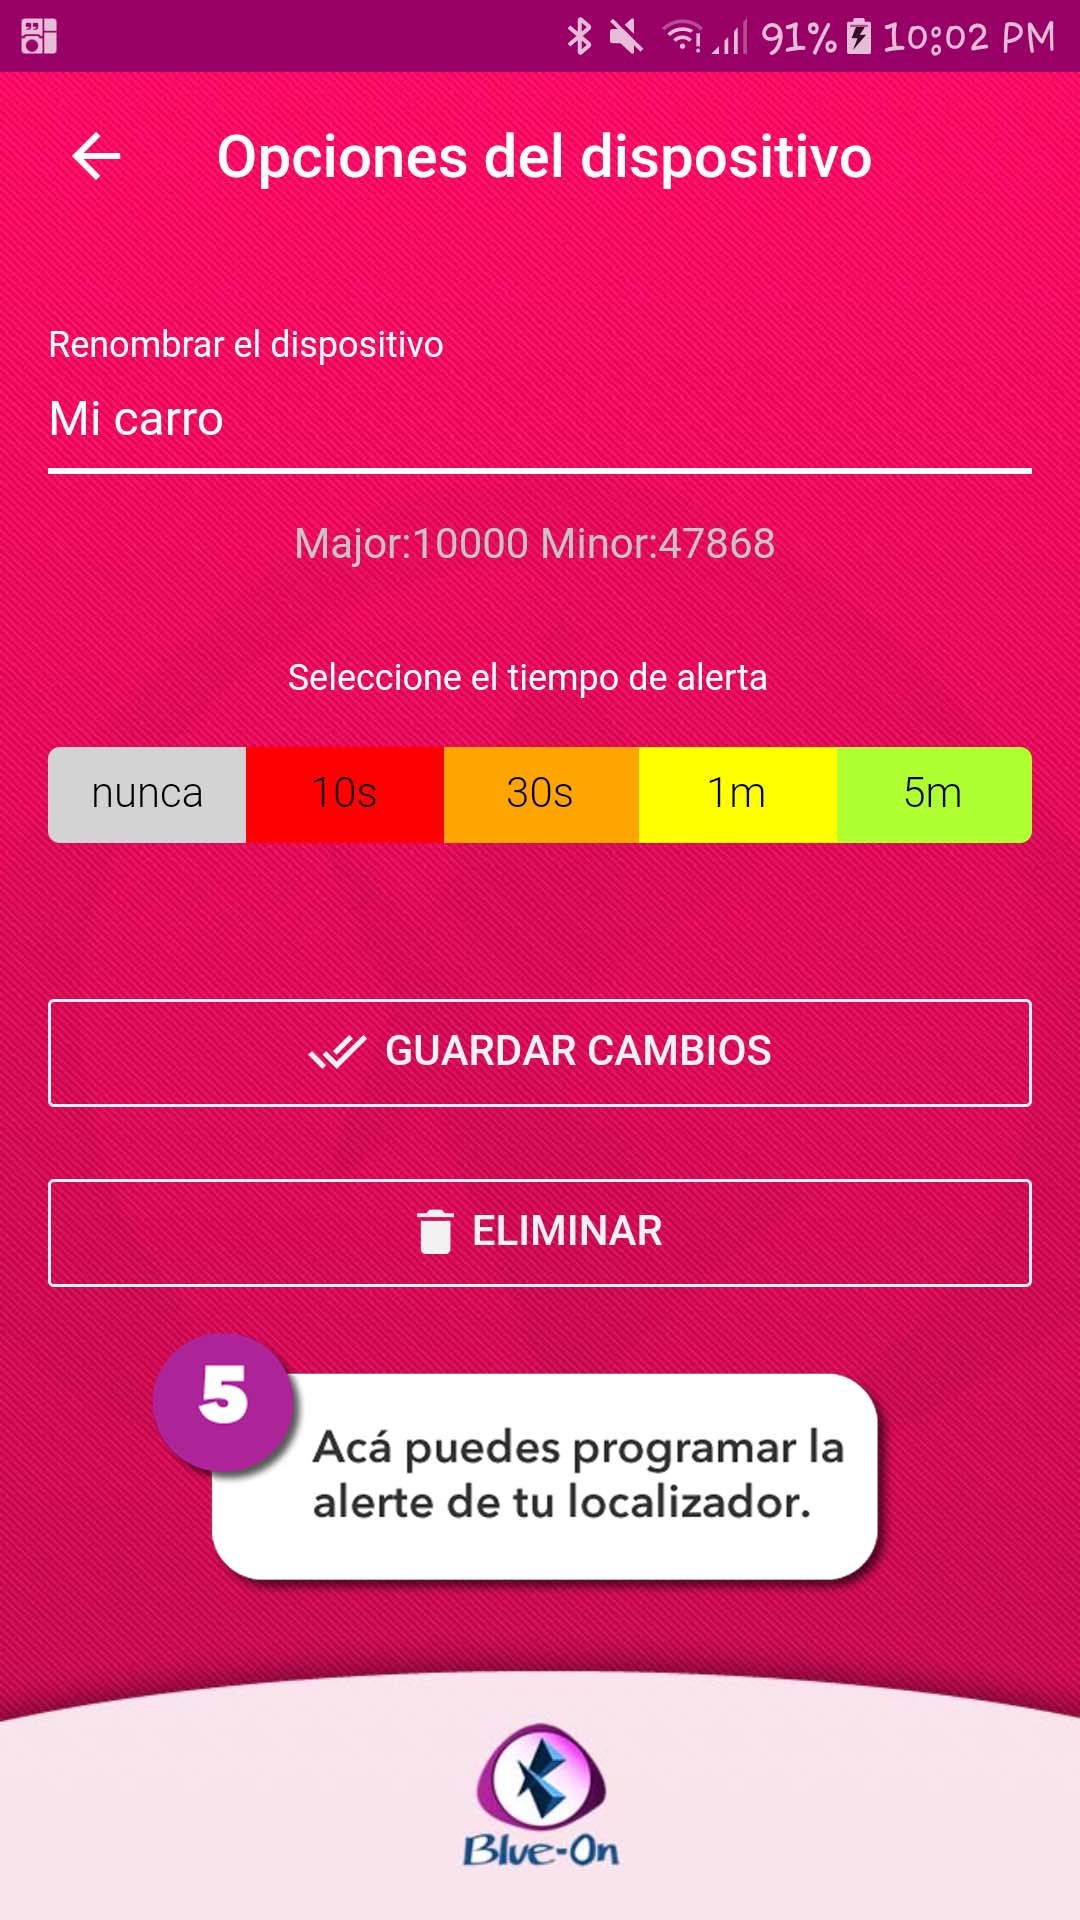 91% 10:02 PM
Opciones del dispositivo
Renombrar el dispositivo
Mi carro
Major:10000 Minor:47868
Seleccione el tiempo de alerta
nunca 10s 30s 1m 5m
GUARDAR CAMBIOS
ELIMINAR
5
Acá puedes programar la
alerte de tu localizador.
Blue-On